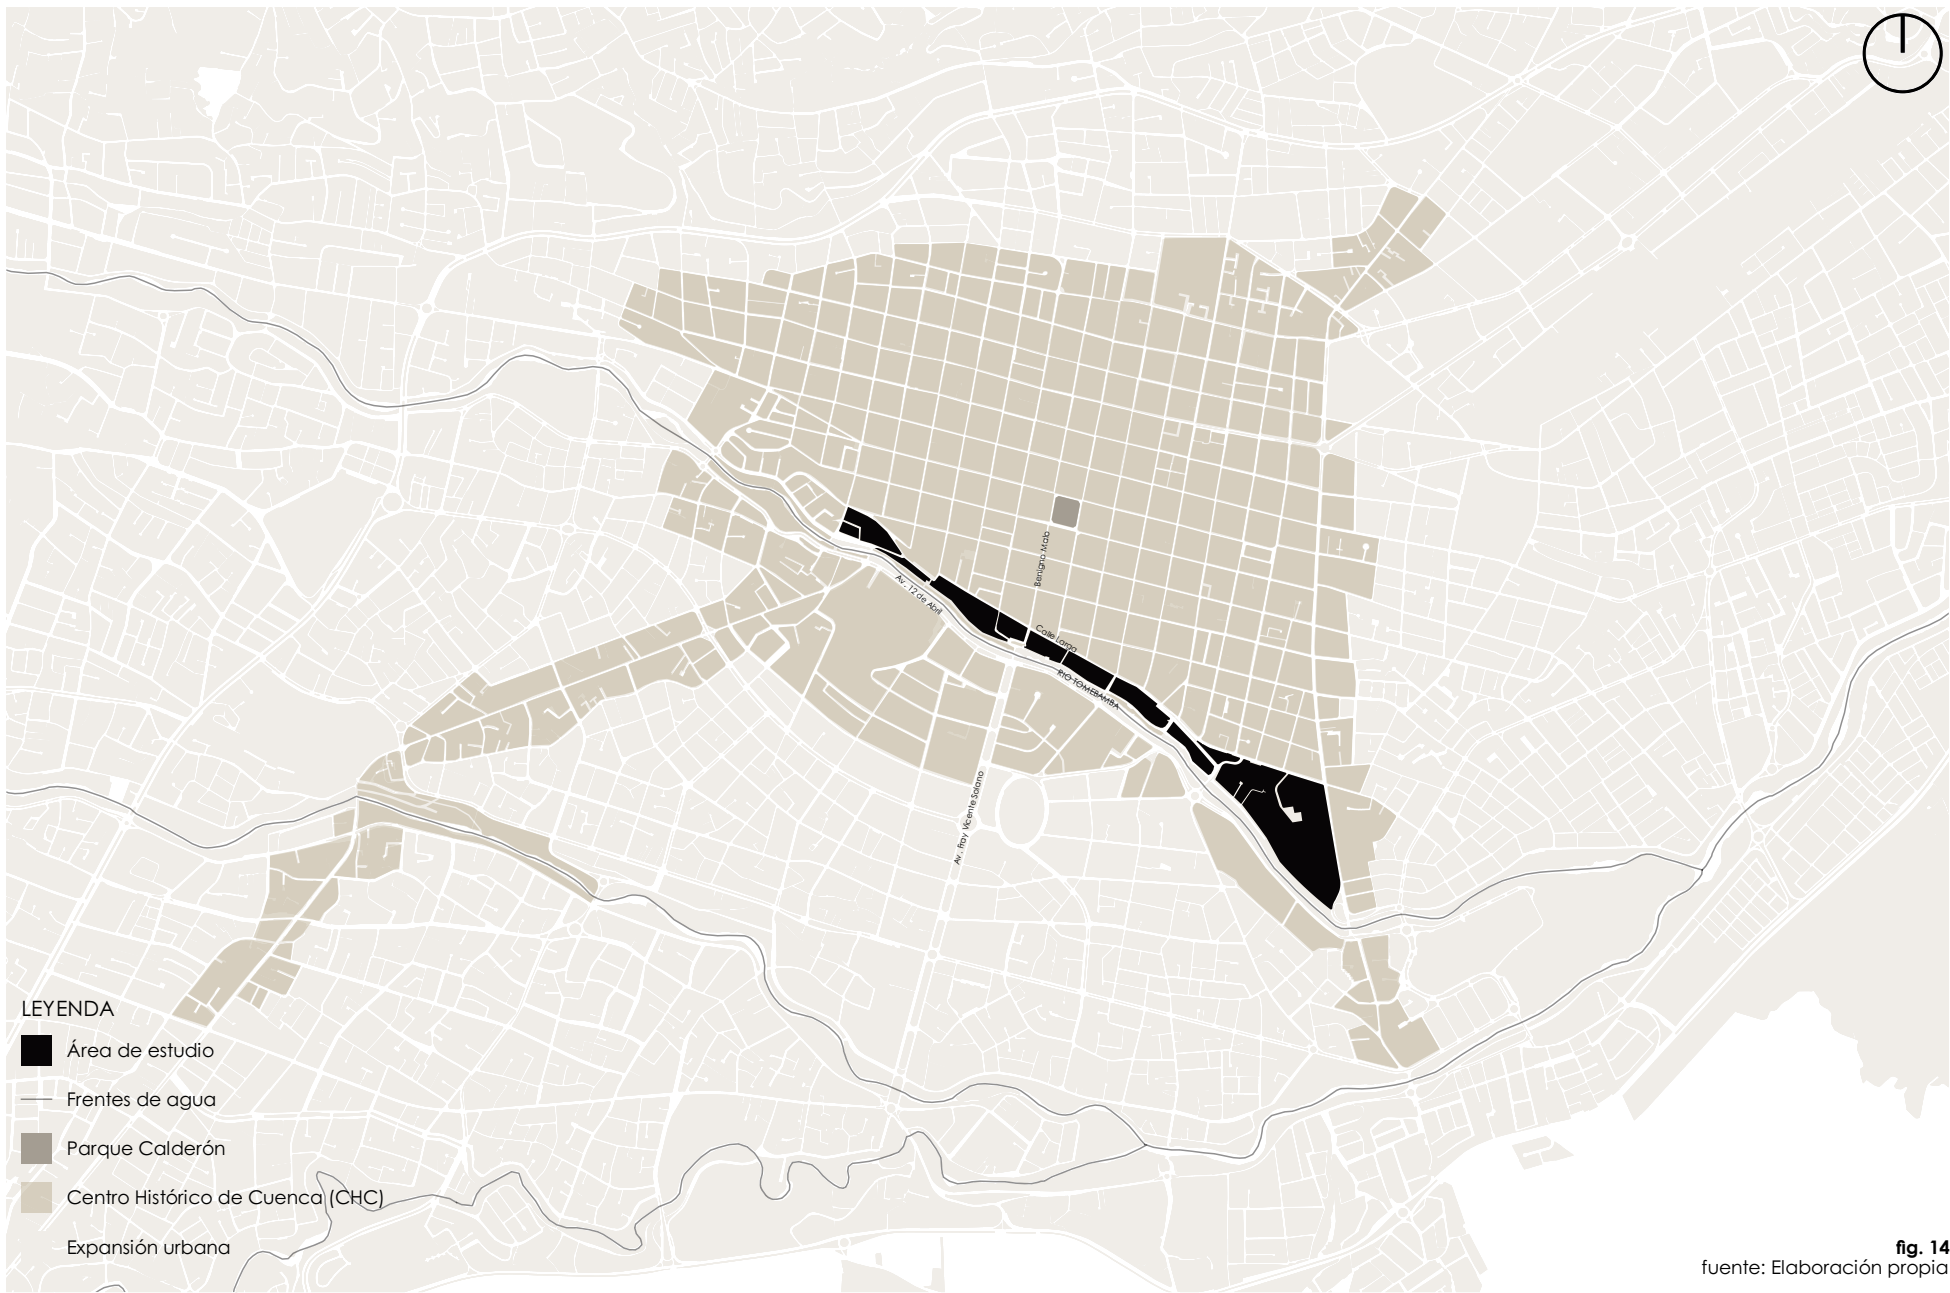 Benigno Malo
Av . 12 de Abril
Calle Larga
RIO TOMEBAMBA
Av . Fray Vicente Solano
LEYENDA
Área de estudio
Frentes de agua
Parque Calderón
Centro Histórico de Cuenca (CHC)
Expansión urbana
fig. 14
fuente: Elaboración propia